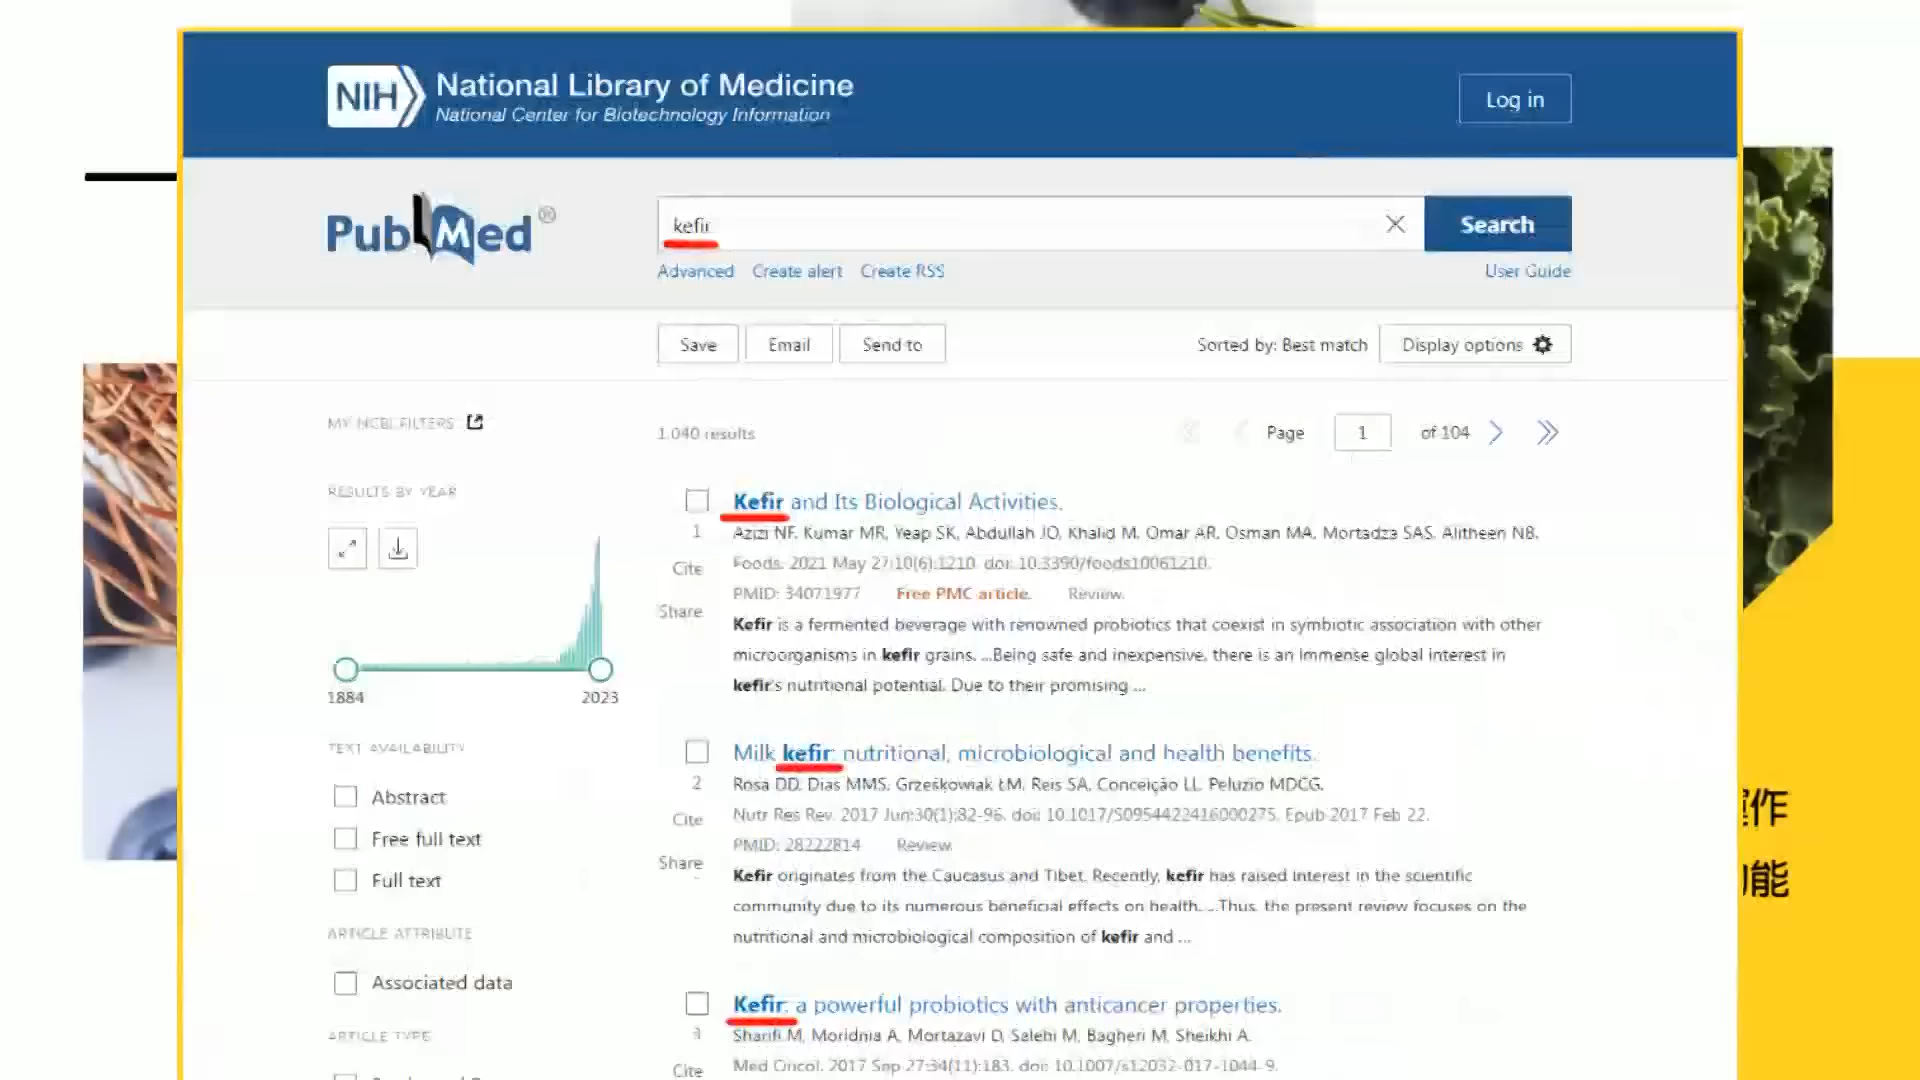 NIH National Library of Medicine
National Center for Biotechnology Information
Log in
PubMed®
kefir
Search
Advanced Create alert Create RSS
User Guide
Save Email Send to
Sorted by: Best match Display options
MY NCBI FILTERS
1,040 results
Page 1 of 104
RESULTS BY YEAR
1884 2023
TEXT AVAILABILITY
Abstract
Free full text
Full text
ARTICLE ATTRIBUTE
Associated data
ARTICLE TYPE
Kefir and Its Biological Activities.
1
Azizi NF, Kumar MR, Yeap SK, Abdullah JO, Khalid M, Omar AR, Osman MA, Mortadza SAS, Alitheen NB.
Cite
Foods. 2021 May 27;10(6):1210. doi: 10.3390/foods10061210.
PMID: 34071977 Free PMC article. Review.
Share
Kefir is a fermented beverage with renowned probiotics that coexist in symbiotic association with other
microorganisms in kefir grains. ...Being safe and inexpensive, there is an immense global interest in
kefir's nutritional potential. Due to their promising ...
Milk kefir: nutritional, microbiological and health benefits.
2
Rosa DD, Dias MMS, Grześkowiak ŁM, Reis SA, Conceição LL, Peluzio MDCG.
Cite
Nutr Res Rev. 2017 Jun;30(1):82-96. doi: 10.1017/S0954422416000275. Epub 2017 Feb 22.
PMID: 28222814 Review.
Share
Kefir originates from the Caucasus and Tibet. Recently, kefir has raised interest in the scientific
community due to its numerous beneficial effects on health. ...Thus, the present review focuses on the
nutritional and microbiological composition of kefir and ...
Kefir: a powerful probiotics with anticancer properties.
3
Sharifi M, Moridnia A, Mortazavi D, Salehi M, Bagheri M, Sheikhi A.
Cite
Med Oncol. 2017 Sep 27;34(11):183. doi: 10.1007/s12032-017-1044-9.
作
能